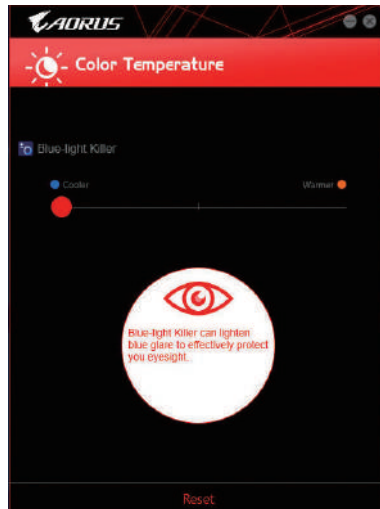 AORUS
Color Temperature
Blue-light Killer
Cooler Warmer
Blue-light Killer can lighten
blue glare to effectively protect
you eyesight.
Reset